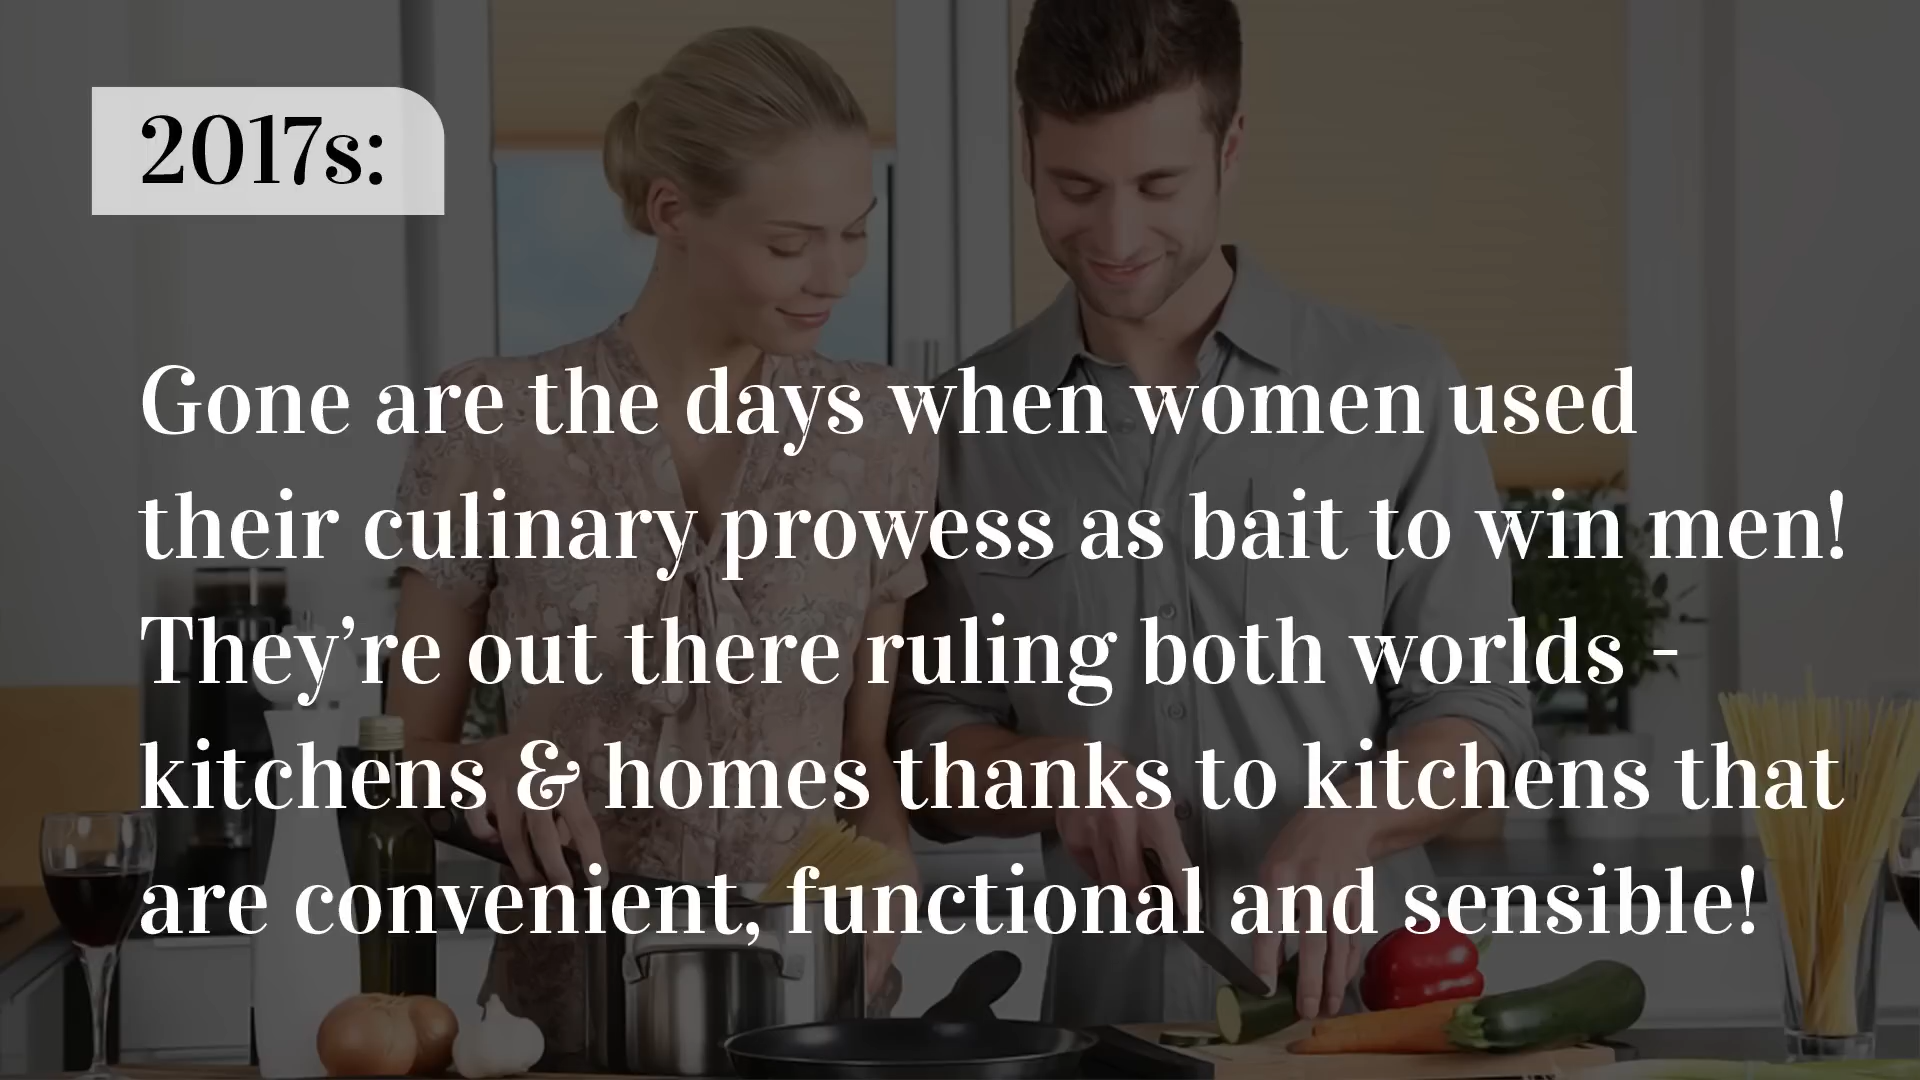 2017s:
Gone are the days when women used
their culinary prowess as bait to win men!
They’re out there ruling both worlds -
kitchens & homes thanks to kitchens that
are convenient, functional and sensible!